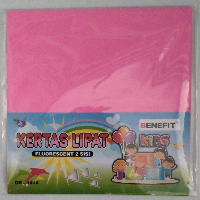 BENEFIT
KERTAS LIPAT
KIDS
FLUORESCENT 2 SISI